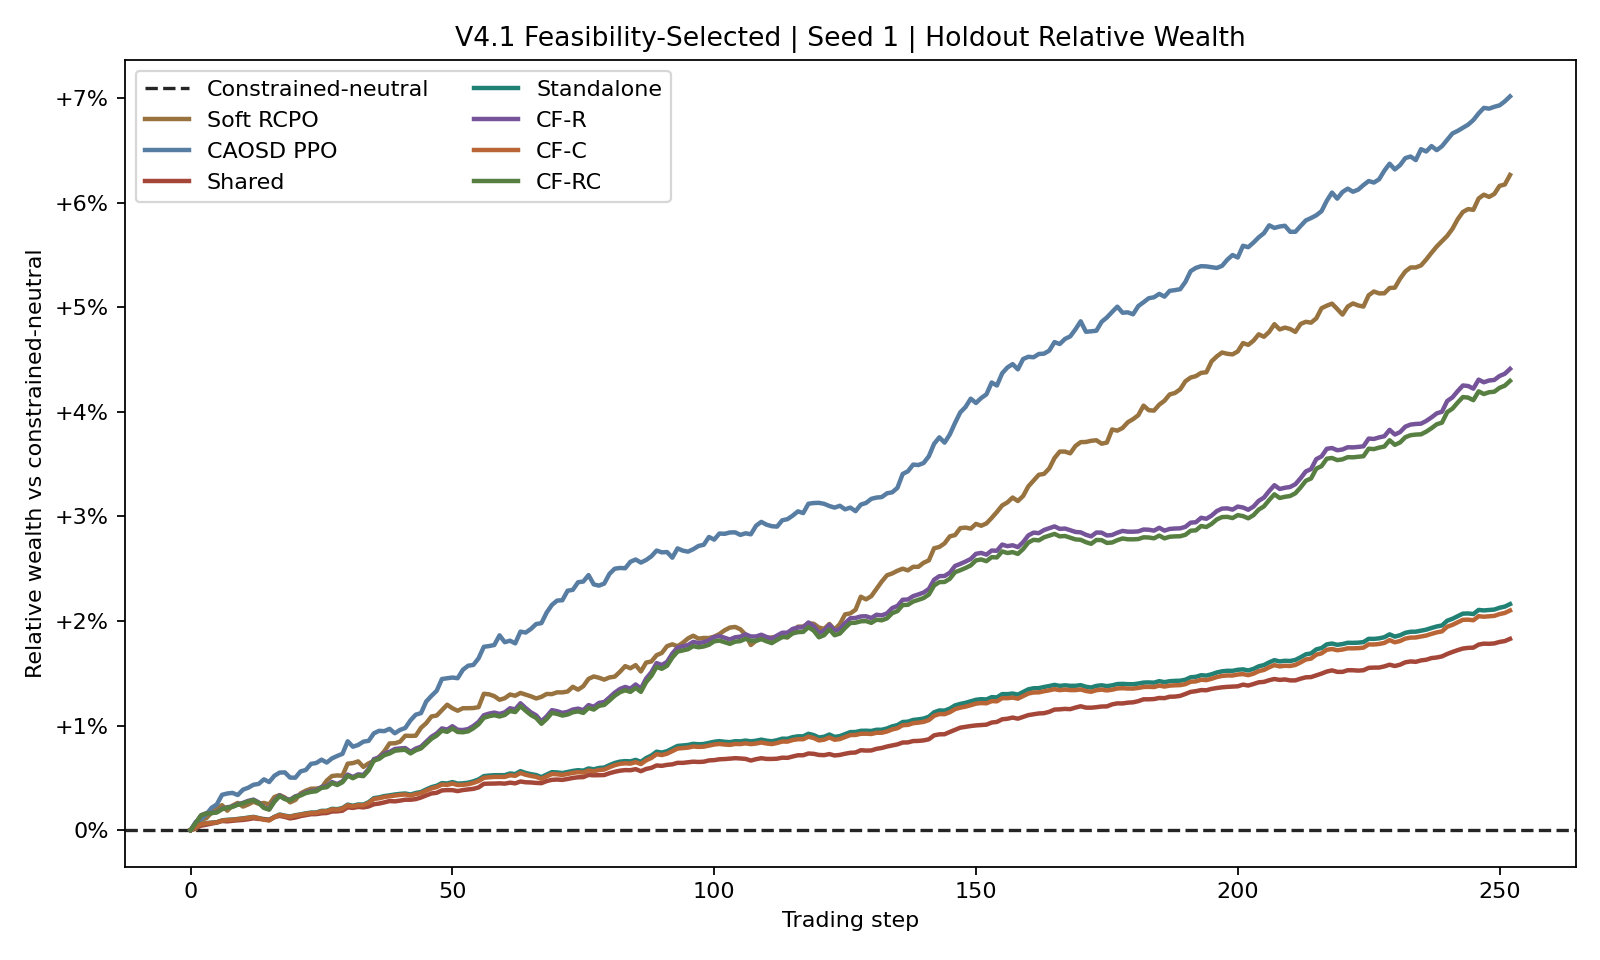 V4.1 Feasibility-Selected | Seed 1 | Holdout Relative Wealth
Constrained-neutral
Soft RCPO
CAOSD PPO
Shared
Standalone
CF-R
CF-C
CF-RC
Relative wealth vs constrained-neutral
+7%
+6%
+5%
+4%
+3%
+2%
+1%
0%
0 50 100 150 200 250
Trading step